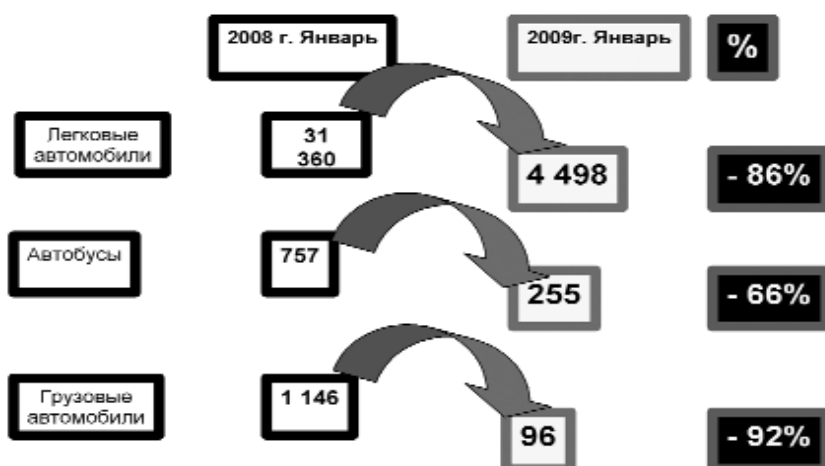 2008 г. Январь
2009г. Январь
%
Легковые
автомобили
31
360
4 498
- 86%
Автобусы
757
255
- 66%
Грузовые
автомобили
1 146
96
- 92%